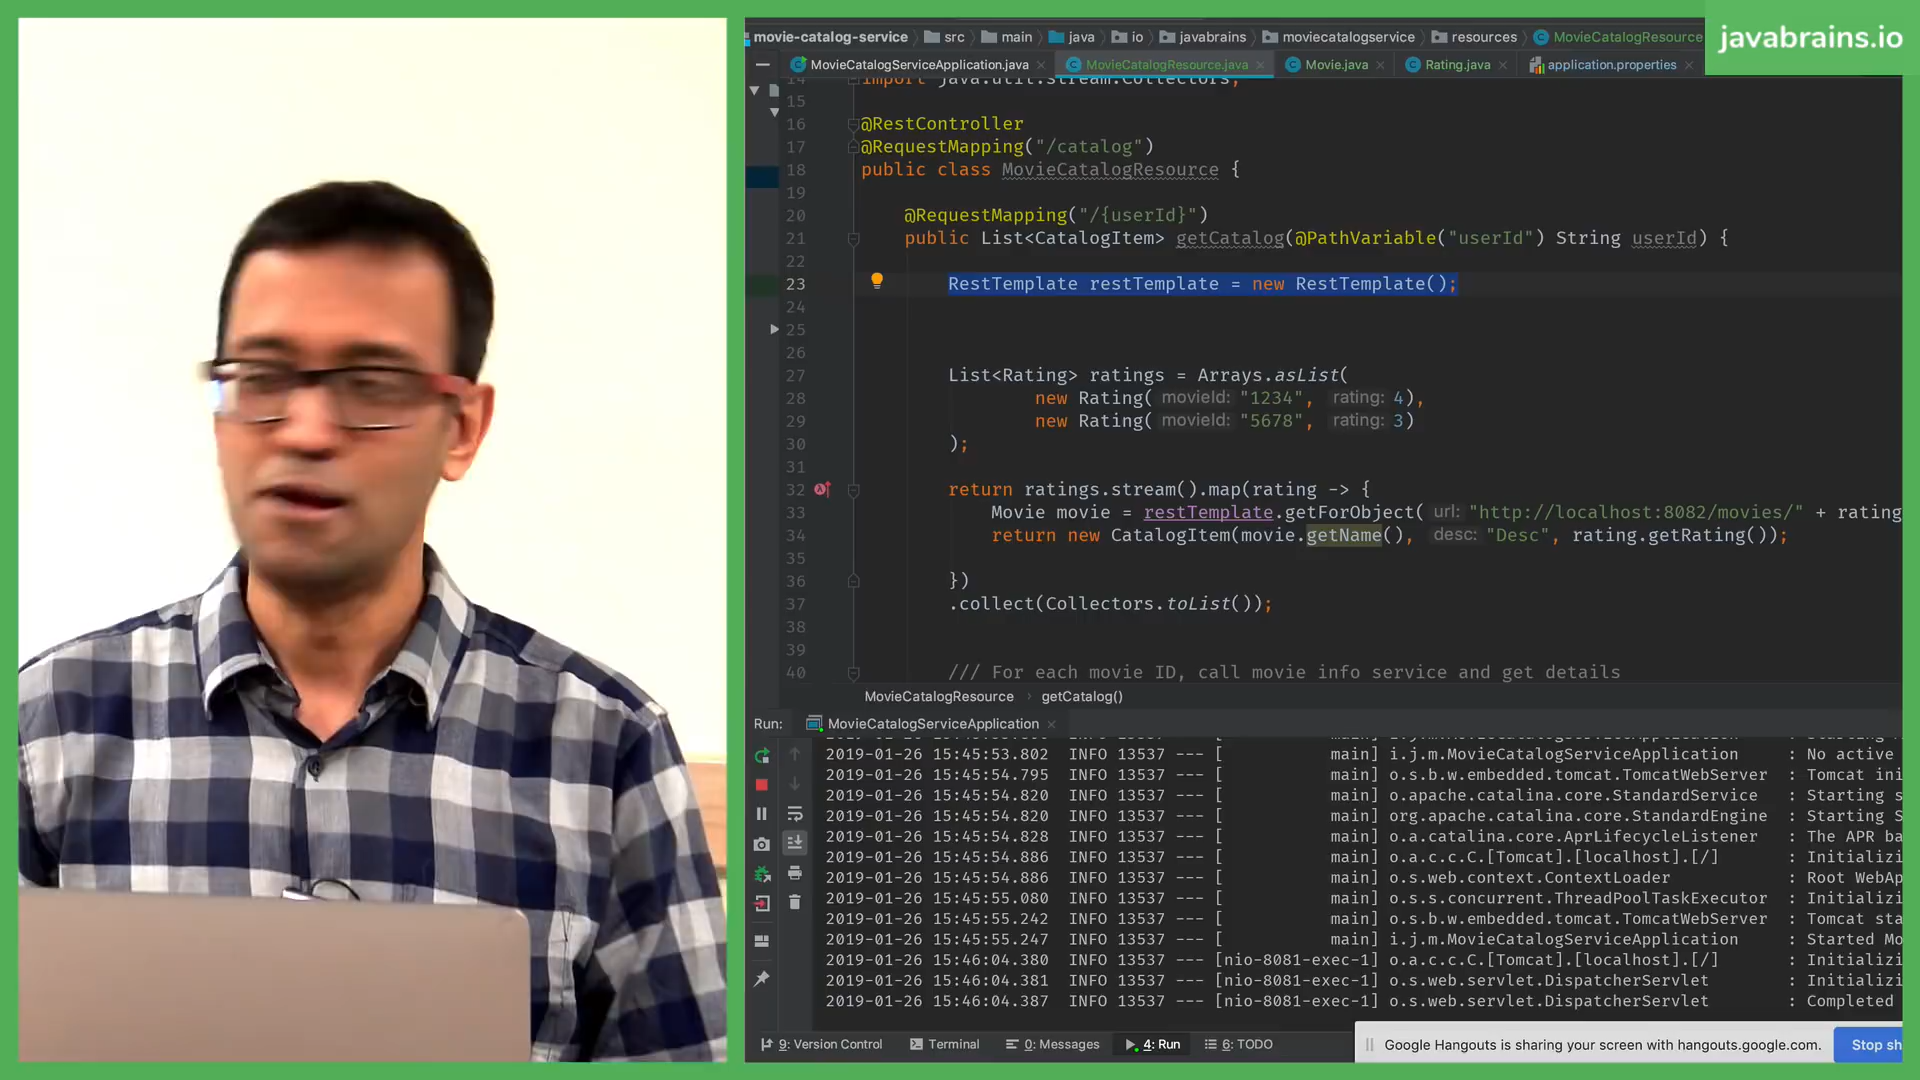 javabrains.io
movie-catalog-service src main java io javabrains moviecatalogservice resources MovieCatalogResource
MovieCatalogServiceApplication.java MovieCatalogResource.java Movie.java Rating.java application.properties
14 import java.util.stream.Collectors;
15
16 @RestController
17 @RequestMapping("/catalog")
18 public class MovieCatalogResource {
19
20 @RequestMapping("/{userId}")
21 public List<CatalogItem> getCatalog(@PathVariable("userId") String userId) {
22
23 RestTemplate restTemplate = new RestTemplate();
24
25
26
27 List<Rating> ratings = Arrays.asList(
28 new Rating( movieId: "1234", rating: 4),
29 new Rating( movieId: "5678", rating: 3)
30 );
31
32 return ratings.stream().map(rating -> {
33 Movie movie = restTemplate.getForObject( url: "http://localhost:8082/movies/" + rating
34 return new CatalogItem(movie.getName(), desc: "Desc", rating.getRating());
35
36 })
37 .collect(Collectors.toList());
38
39
40 /// For each movie ID, call movie info service and get details
MovieCatalogResource › getCatalog()
Run: MovieCatalogServiceApplication
2019-01-26 15:45:53.802 INFO 13537 --- [ main] i.j.m.MovieCatalogServiceApplication : No active
2019-01-26 15:45:54.795 INFO 13537 --- [ main] o.s.b.w.embedded.tomcat.TomcatWebServer : Tomcat ini
2019-01-26 15:45:54.820 INFO 13537 --- [ main] o.apache.catalina.core.StandardService : Starting s
2019-01-26 15:45:54.820 INFO 13537 --- [ main] org.apache.catalina.core.StandardEngine : Starting S
2019-01-26 15:45:54.828 INFO 13537 --- [ main] o.a.catalina.core.AprLifecycleListener : The APR ba
2019-01-26 15:45:54.886 INFO 13537 --- [ main] o.a.c.c.C.[Tomcat].[localhost].[/] : Initializi
2019-01-26 15:45:54.886 INFO 13537 --- [ main] o.s.web.context.ContextLoader : Root WebAp
2019-01-26 15:45:55.080 INFO 13537 --- [ main] o.s.s.concurrent.ThreadPoolTaskExecutor : Initializi
2019-01-26 15:45:55.242 INFO 13537 --- [ main] o.s.b.w.embedded.tomcat.TomcatWebServer : Tomcat sta
2019-01-26 15:45:55.247 INFO 13537 --- [ main] i.j.m.MovieCatalogServiceApplication : Started Mo
2019-01-26 15:46:04.380 INFO 13537 --- [nio-8081-exec-1] o.a.c.c.C.[Tomcat].[localhost].[/] : Initializi
2019-01-26 15:46:04.381 INFO 13537 --- [nio-8081-exec-1] o.s.web.servlet.DispatcherServlet : Initializi
2019-01-26 15:46:04.387 INFO 13537 --- [nio-8081-exec-1] o.s.web.servlet.DispatcherServlet : Completed
9: Version Control Terminal 0: Messages 4: Run 6: TODO
Google Hangouts is sharing your screen with hangouts.google.com. Stop sh